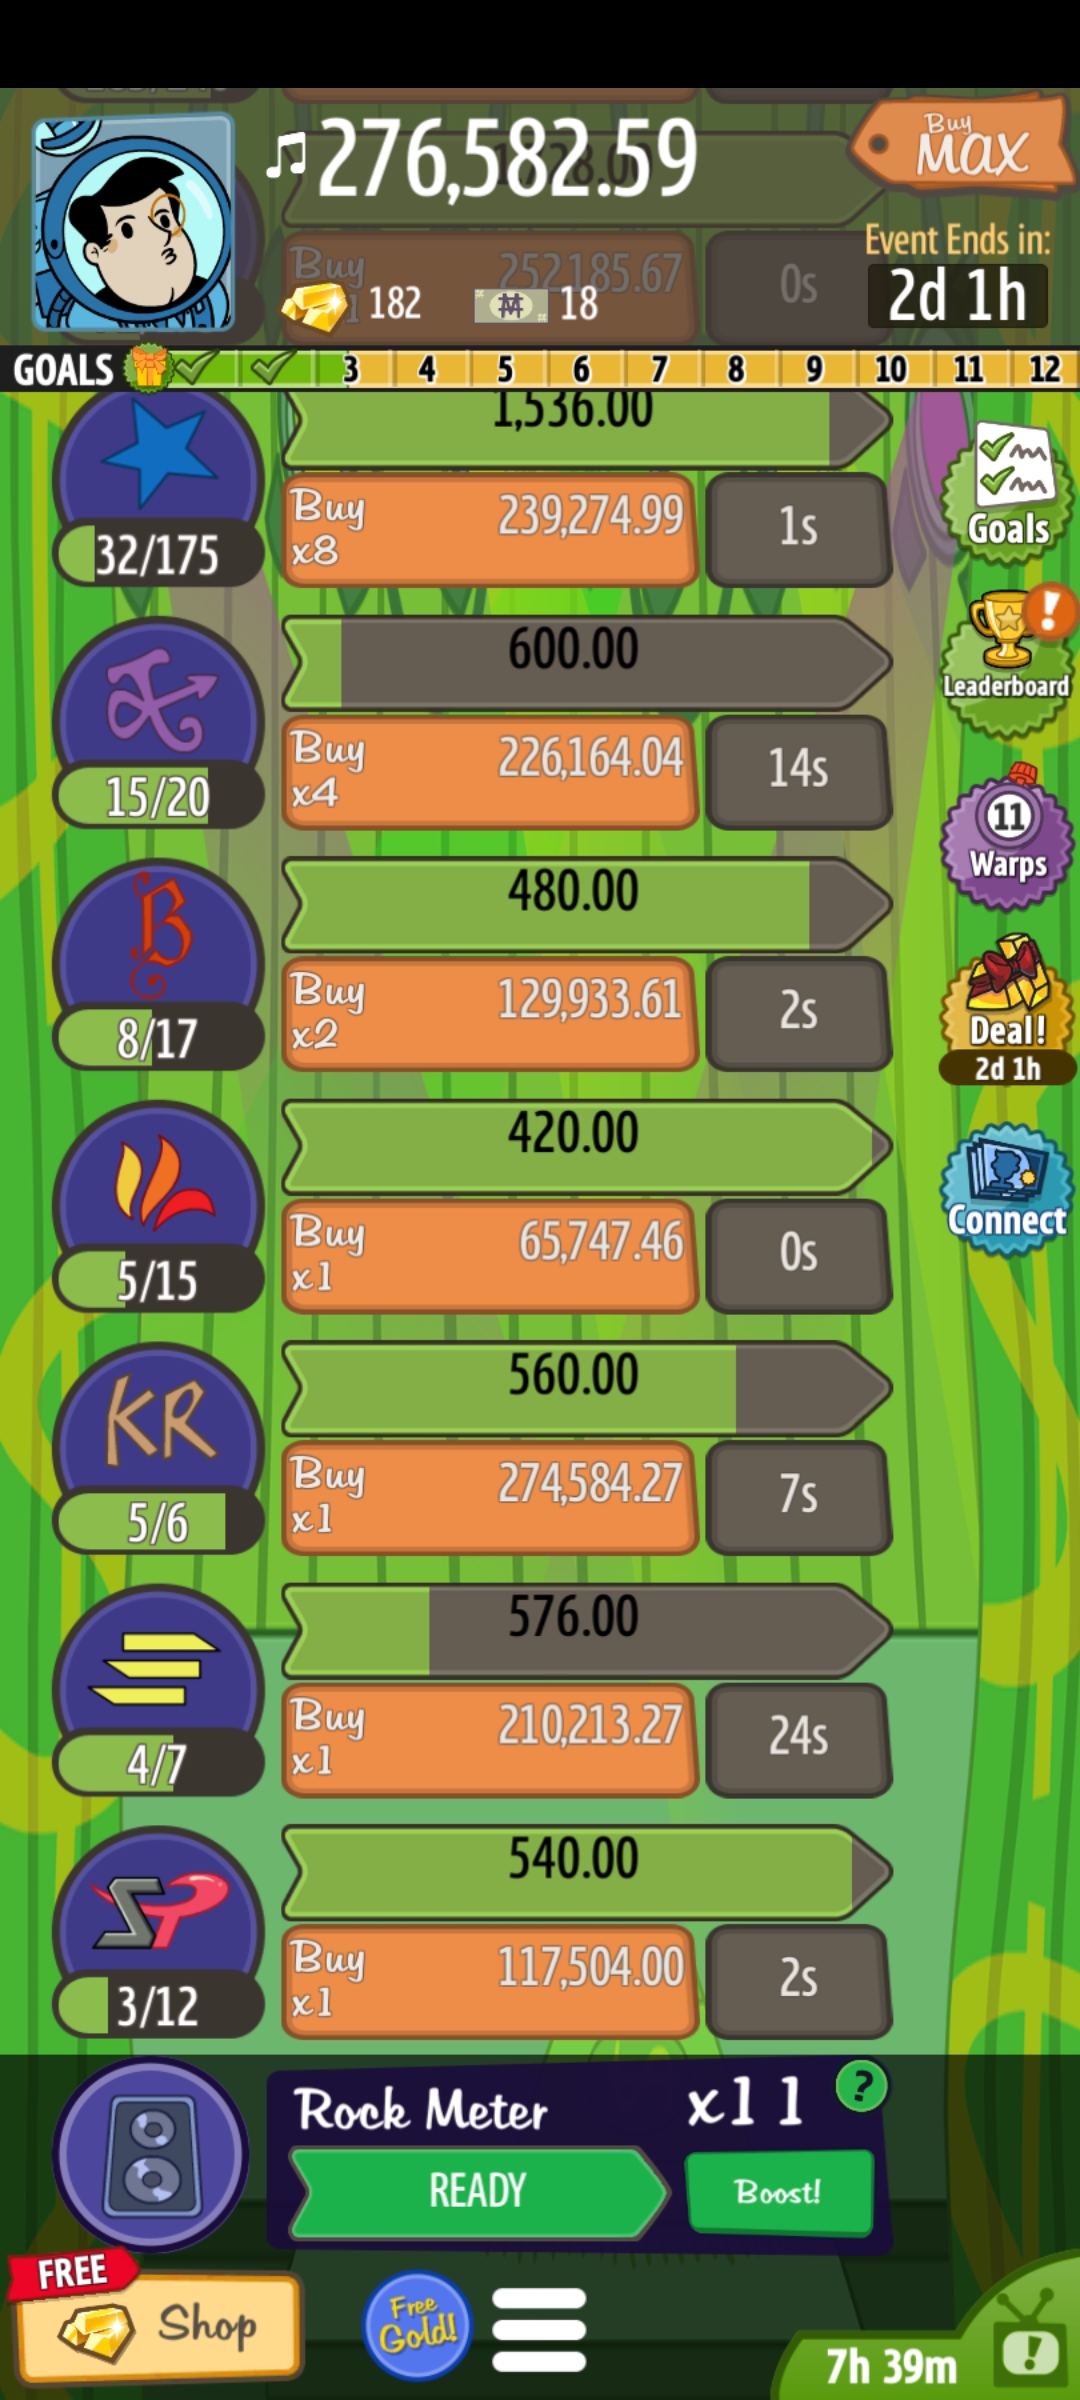 276,582.59
Buy
MAX
Event Ends in:
2d 1h
Buy
252185.67
0s
182
18
GOALS 3 4 5 6 7 8 9 10 11 12
1,536.00
32/175
Buy
x8
239,274.99
1s
Goals
600.00
15/20
Buy
x4
226,164.04
14s
Leaderboard
11
Warps
480.00
B
8/17
Buy
x2
129,933.61
2s
Deal!
2d 1h
420.00
5/15
Buy
x1
65,747.46
0s
Connect
560.00
KR
5/6
Buy
x1
274,584.27
7s
576.00
4/7
Buy
x1
210,213.27
24s
540.00
SP
3/12
Buy
x1
117,504.00
2s
Rock Meter
x11
?
READY
Boost!
FREE
Shop
Free
Gold!
7h 39m
!